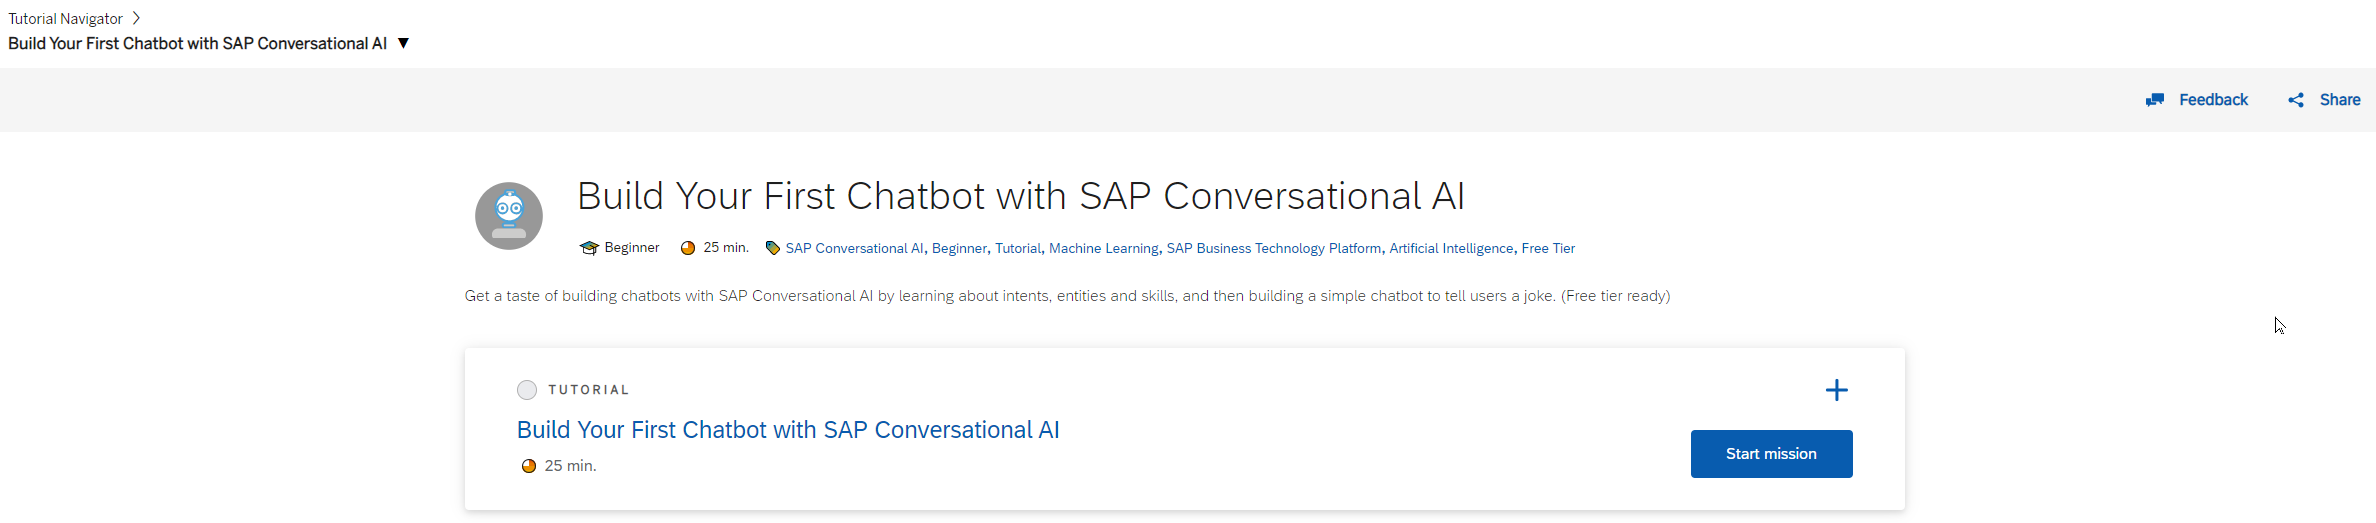 Tutorial Navigator
Build Your First Chatbot with SAP Conversational AI
Feedback Share
Build Your First Chatbot with SAP Conversational AI
Beginner 25 min. SAP Conversational AI, Beginner, Tutorial, Machine Learning, SAP Business Technology Platform, Artificial Intelligence, Free Tier
Get a taste of building chatbots with SAP Conversational AI by learning about intents, entities and skills, and then building a simple chatbot to tell users a joke. (Free tier ready)
TUTORIAL
Build Your First Chatbot with SAP Conversational AI
Start mission
25 min.